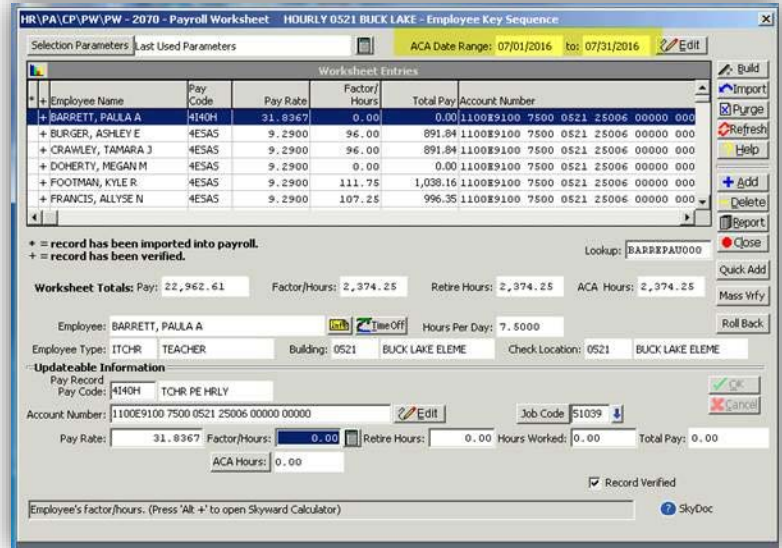 HR\PA\CP\PW\PW - 2070 - Payroll Worksheet HOURLY 0521 BUCK LAKE - Employee Key Sequence
Selection Parameters Last Used Parameters ACA Date Range: 07/01/2016 to: 07/31/2016 Edit
Worksheet Entries
* + Employee Name Pay Code Pay Rate Factor/ Hours Total Pay Account Number
+ BARRETT, PAULA A 4I40H 31.8367 0.00 0.00 1100E9100 7500 0521 25006 00000 000
+ BURGER, ASHLEY E 4ESAS 9.2900 96.00 891.84 1100E9100 7500 0521 25006 00000 000
+ CRAWLEY, TAMARA J 4ESAS 9.2900 96.00 891.84 1100E9100 7500 0521 25006 00000 000
+ DOHERTY, MEGAN M 4ESAS 9.2900 0.00 0.00 1100E9100 7500 0521 25006 00000 000
+ FOOTMAN, KYLE R 4ESAS 9.2900 111.75 1,038.16 1100E9100 7500 0521 25006 00000 000
+ FRANCIS, ALLYSE N 4ESAS 9.2900 107.25 996.35 1100E9100 7500 0521 25006 00000 000
Build
Import
Purge
Refresh
Help
Add
Delete
Report
Close
Quick Add
Mass Vrfy
Roll Back
* = record has been imported into payroll.
+ = record has been verified.
Lookup: BARREPAU000
Worksheet Totals: Pay: 22,962.61 Factor/Hours: 2,374.25 Retire Hours: 2,374.25 ACA Hours: 2,374.25
Employee: BARRETT, PAULA A Info Time Off Hours Per Day: 7.5000
Employee Type: ITCHR TEACHER Building: 0521 BUCK LAKE ELEME Check Location: 0521 BUCK LAKE ELEME
Updateable Information
Pay Record
Pay Code: 4I40H TCHR PE HRLY
OK
Account Number: 1100E9100 7500 0521 25006 00000 00000 Edit Job Code 51039
Cancel
Pay Rate: 31.8367 Factor/Hours: 0.00 Retire Hours: 0.00 Hours Worked: 0.00 Total Pay: 0.00
ACA Hours: 0.00
Record Verified
Employee's factor/hours. (Press 'Alt +' to open Skyward Calculator) SkyDoc